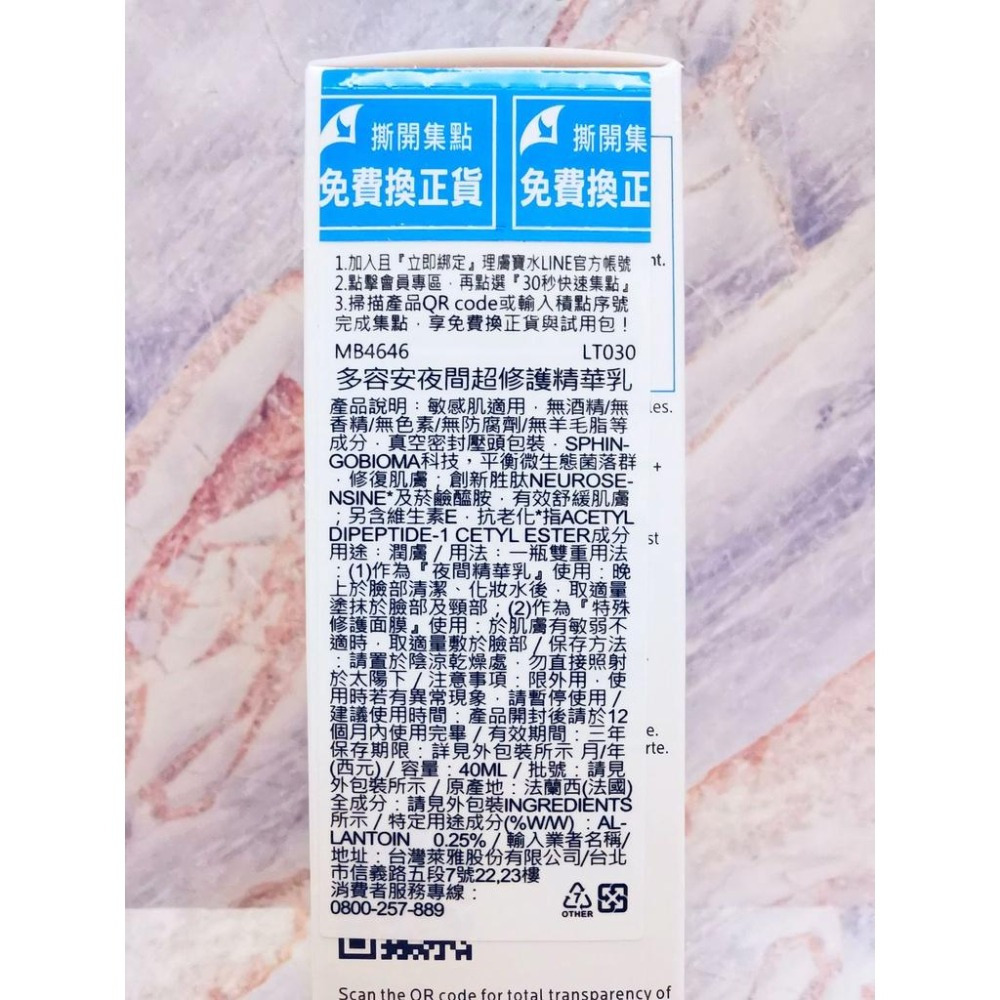 撕開集點 撕開集
免費換正貨 免費換正
1.加入且『立即綁定』理膚寶水LINE官方帳號
2.點擊會員專區，再點選『30秒快速集點』
3.掃描產品QR code或輸入積點序號
完成集點，享免費換正貨與試用包！
MB4646 LT030
多容安夜間超修護精華乳
產品說明：敏感肌適用，無酒精/無
香精/無色素/無防腐劑/無羊毛脂等
成分，真空密封壓頭包裝，SPHIN-
GOBIOMA科技，平衡微生態菌落群
，修復肌膚；創新胜肽NEUROSE-
NSINE*及菸鹼醯胺，有效舒緩肌膚
；另含維生素E，抗老化*指ACETYL
DIPEPTIDE-1 CETYL ESTER成分
用途：潤膚 / 用法：一瓶雙重用法
：(1)作為『夜間精華乳』使用：晚
上於臉部清潔、化妝水後，取適量
塗抹於臉部及頸部；(2)作為『特殊
修護面膜』使用：於肌膚有敏弱不
適時，取適量敷於臉部 / 保存方法
：請置於陰涼乾燥處，勿直接照射
於太陽下 / 注意事項：限外用，使
用時若有異常現象，請暫停使用 /
建議使用時間：產品開封後請於12
個月內使用完畢 / 有效期間：三年
保存期限：詳見外包裝所示 月/年
(西元) / 容量：40ML / 批號：請見
外包裝所示 / 原產地：法蘭西(法國)
全成分：請見外包裝INGREDIENTS
所示 / 特定用途成分(%W/W)：AL-
LANTOIN 0.25% / 輸入業者名稱/
地址：台灣萊雅股份有限公司/台北
市信義路五段7號22,23樓
消費者服務專線：
0800-257-889
7
OTHER
nt.
les.
+
st
e.
rte.
Scan the QR code for total transparency of